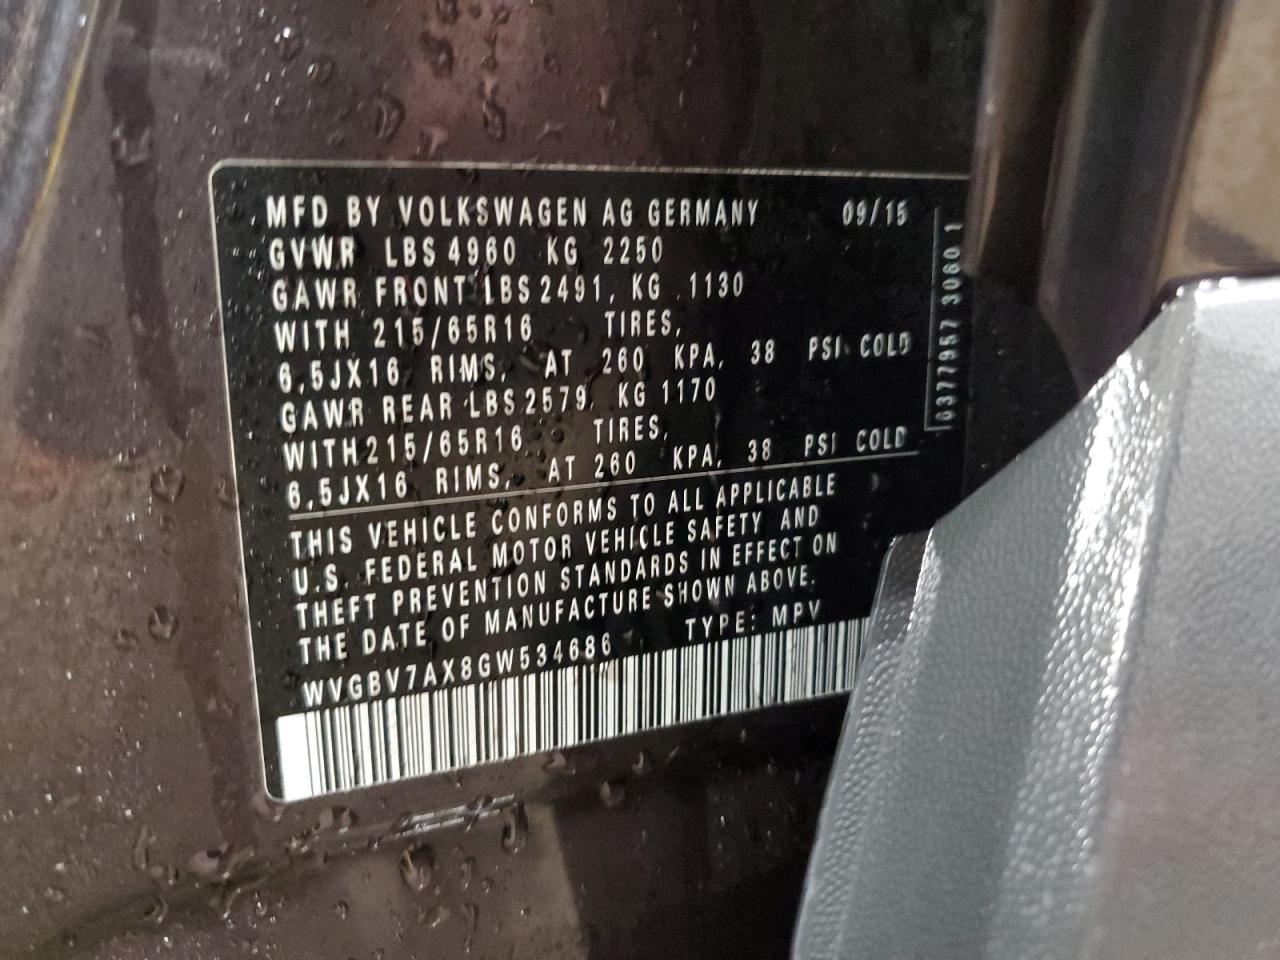 MFD BY VOLKSWAGEN AG GERMANY 09/15
GVWR LBS 4960 KG 2250
GAWR FRONT LBS 2491, KG 1130
WITH 215/65R16 TIRES,
6,5JX16 RIMS, AT 260 KPA, 38 PSI COLD
GAWR REAR LBS 2579, KG 1170
WITH 215/65R16 TIRES,
6,5JX16 RIMS, AT 260 KPA, 38 PSI COLD
THIS VEHICLE CONFORMS TO ALL APPLICABLE
U.S. FEDERAL MOTOR VEHICLE SAFETY AND
THEFT PREVENTION STANDARDS IN EFFECT ON
THE DATE OF MANUFACTURE SHOWN ABOVE.
WVGBV7AX8GW534686 TYPE: MPV
0377957 3060 1